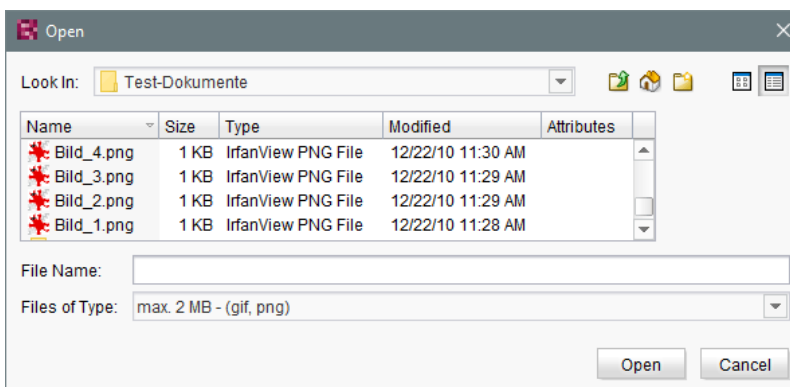 Open
Look In: Test-Dokumente
Name Size Type Modified Attributes
Bild_4.png 1 KB IrfanView PNG File 12/22/10 11:30 AM
Bild_3.png 1 KB IrfanView PNG File 12/22/10 11:29 AM
Bild_2.png 1 KB IrfanView PNG File 12/22/10 11:29 AM
Bild_1.png 1 KB IrfanView PNG File 12/22/10 11:28 AM
File Name:
Files of Type: max. 2 MB - (gif, png)
Open Cancel